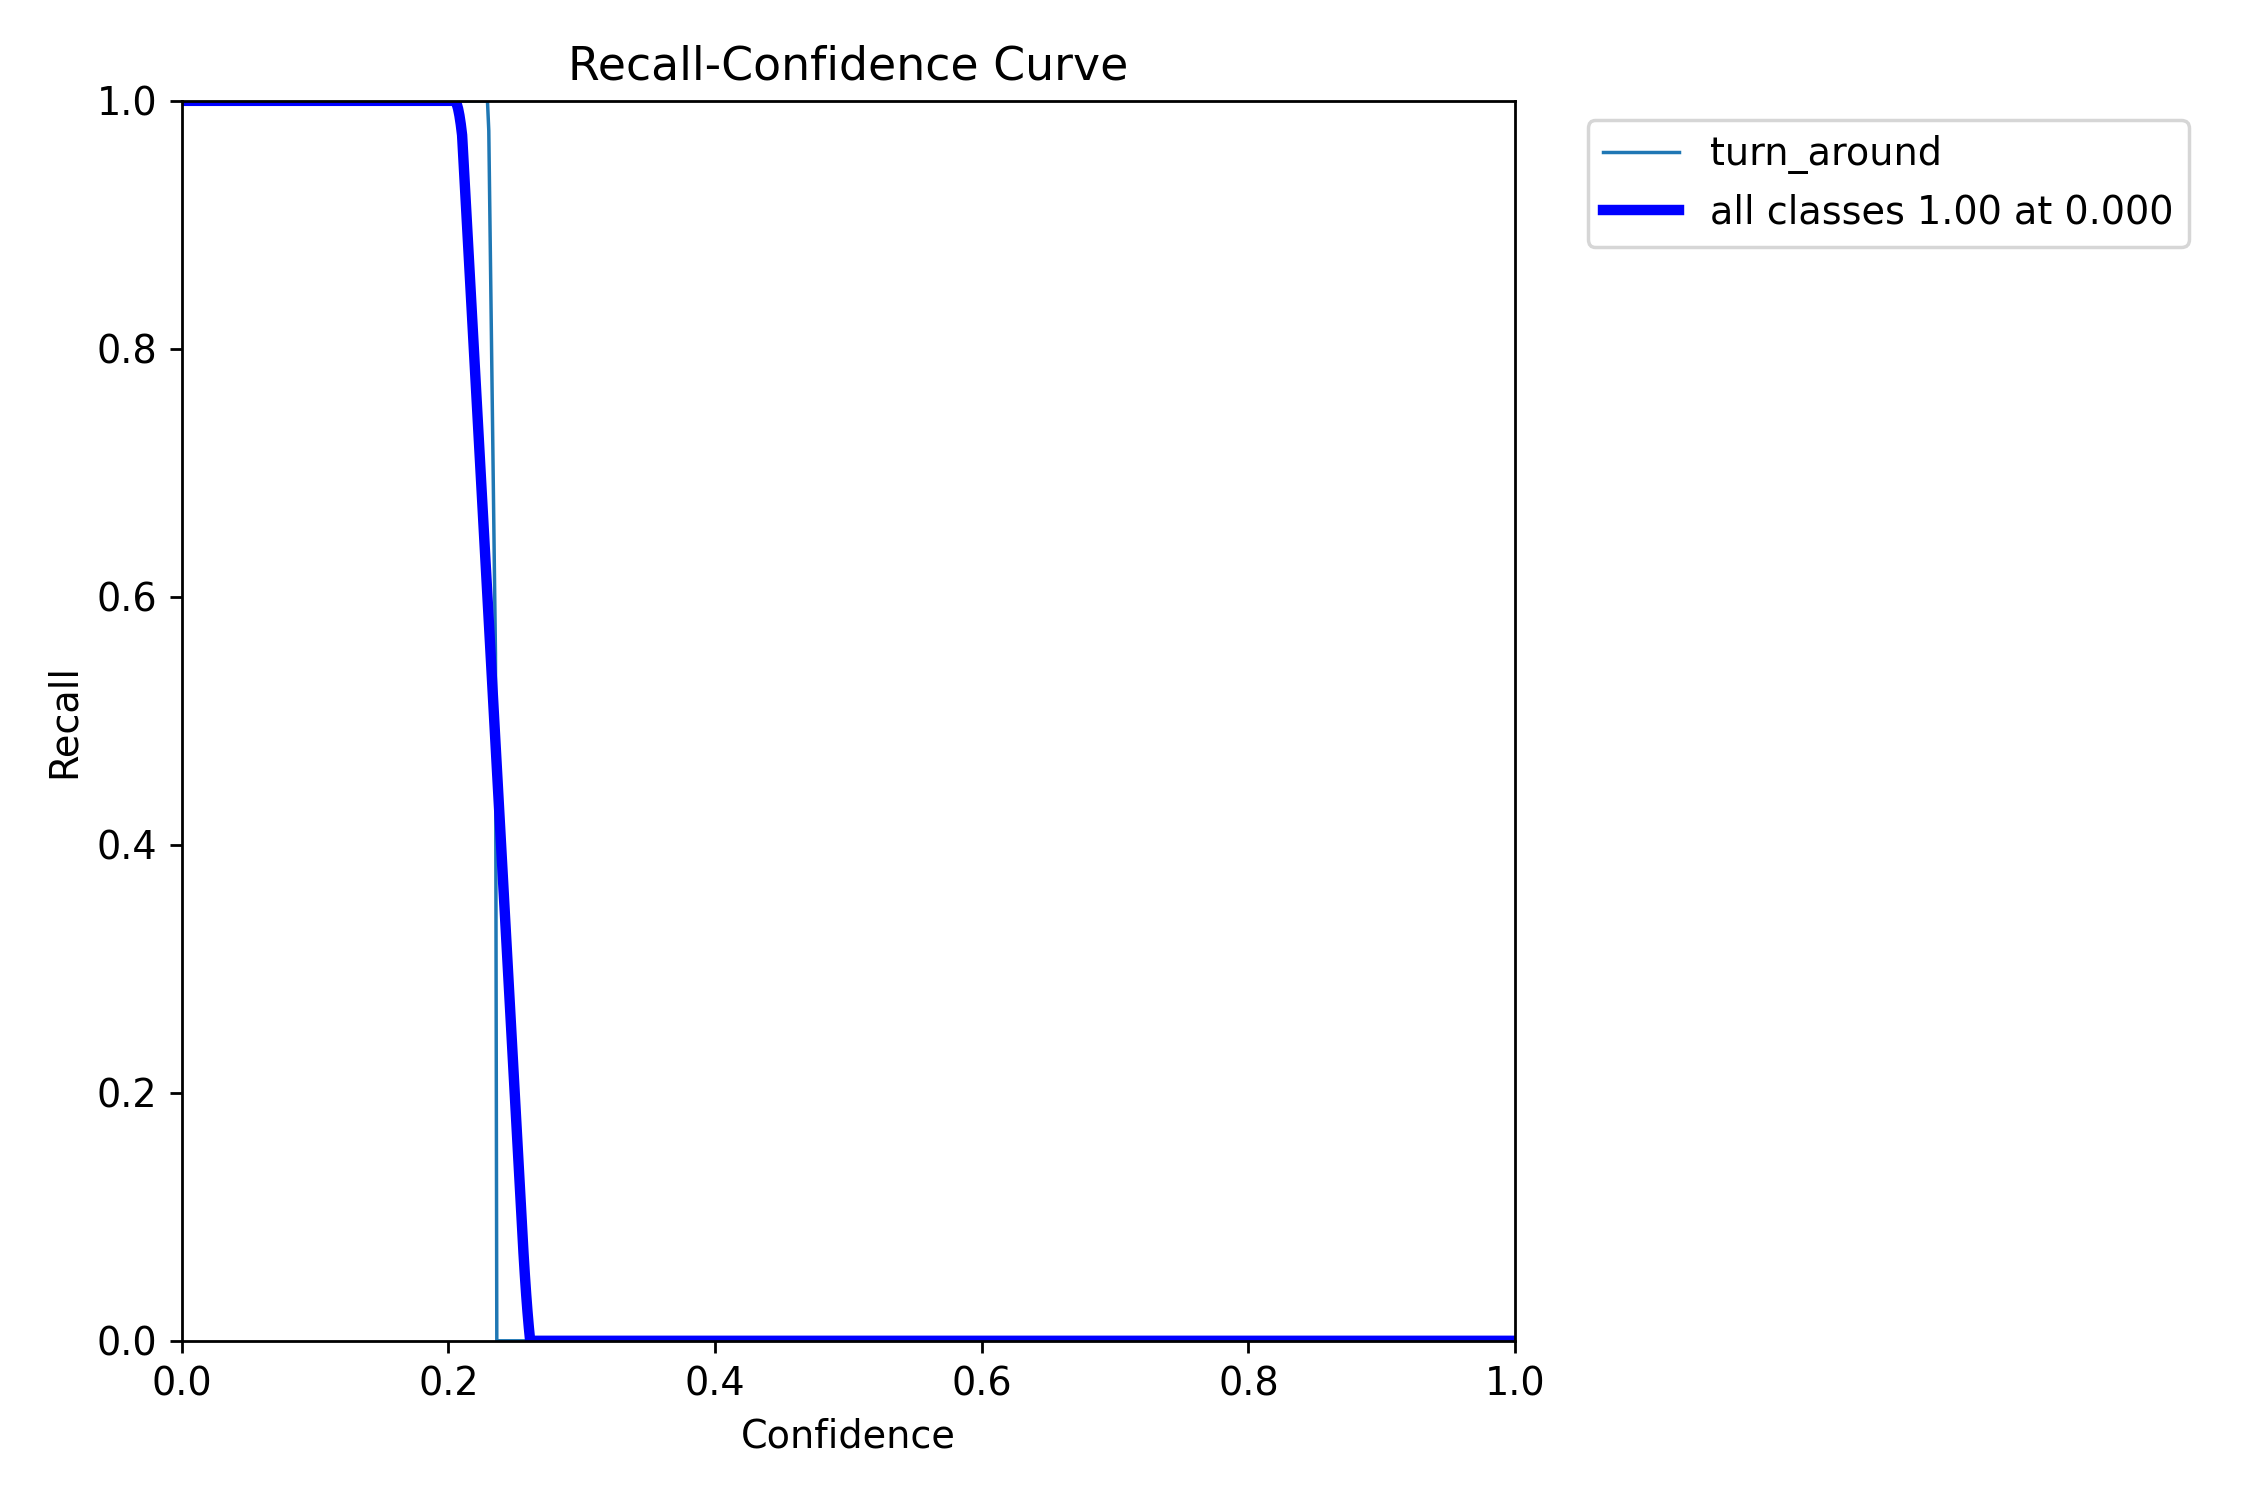 Recall-Confidence Curve
1.0
0.8
0.6
0.4
0.2
0.0
Recall
0.0 0.2 0.4 0.6 0.8 1.0
Confidence
turn_around
all classes 1.00 at 0.000